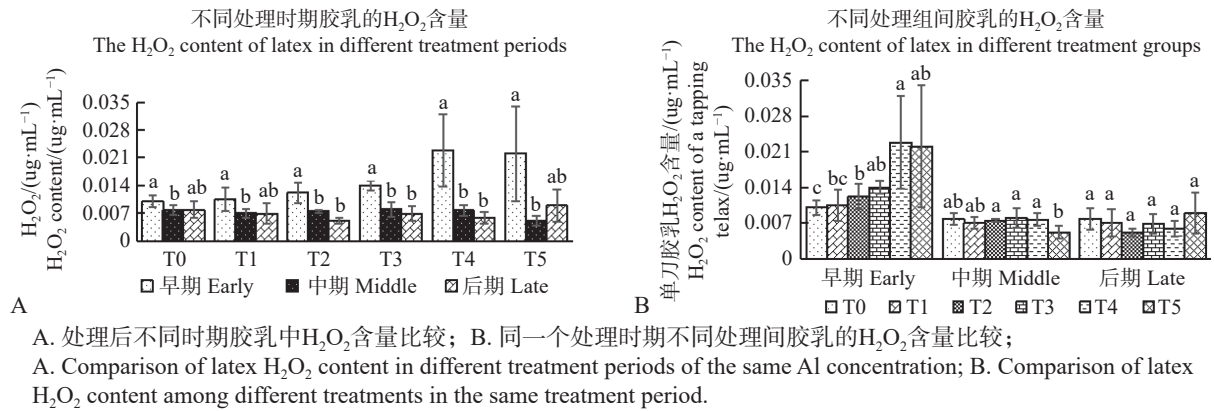 不同处理时期胶乳的H₂O₂含量
The H₂O₂ content of latex in different treatment periods
H₂O₂/(ug·mL⁻¹)
H₂O₂ content/(ug·mL⁻¹)
0.035
0.028
0.021
0.014
0.007
0
a b ab
a b ab
a b b
a b b
a b b
a b ab
T0 T1 T2 T3 T4 T5
早期 Early 中期 Middle 后期 Late
A
不同处理组间胶乳的H₂O₂含量
The H₂O₂ content of latex in different treatment groups
单刀胶乳H₂O₂含量/(ug·mL⁻¹)
H₂O₂ content of a tapping
telax/(ug·mL⁻¹)
0.035
0.028
0.021
0.014
0.007
0
c bc b ab a ab
a a a a a b
a a a a a a
早期 Early 中期 Middle 后期 Late
T0 T1 T2 T3 T4 T5
B
A. 处理后不同时期胶乳中H₂O₂含量比较；B. 同一个处理时期不同处理间胶乳的H₂O₂含量比较；
A. Comparison of latex H₂O₂ content in different treatment periods of the same Al concentration; B. Comparison of latex
H₂O₂ content among different treatments in the same treatment period.